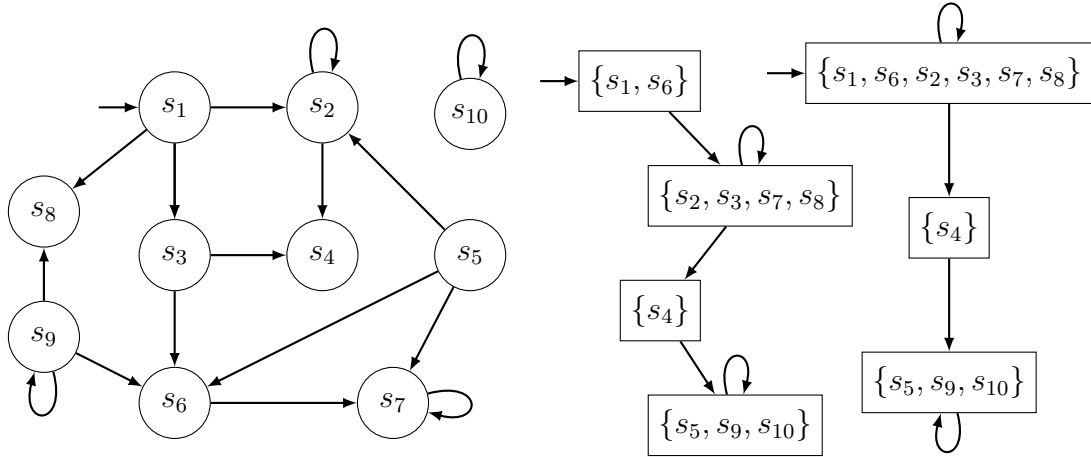 s₁
s₂
s₁₀
s₈
s₃
s₄
s₅
s₉
s₆
s₇
{s₁, s₆}
{s₂, s₃, s₇, s₈}
{s₄}
{s₅, s₉, s₁₀}
{s₁, s₆, s₂, s₃, s₇, s₈}
{s₄}
{s₅, s₉, s₁₀}